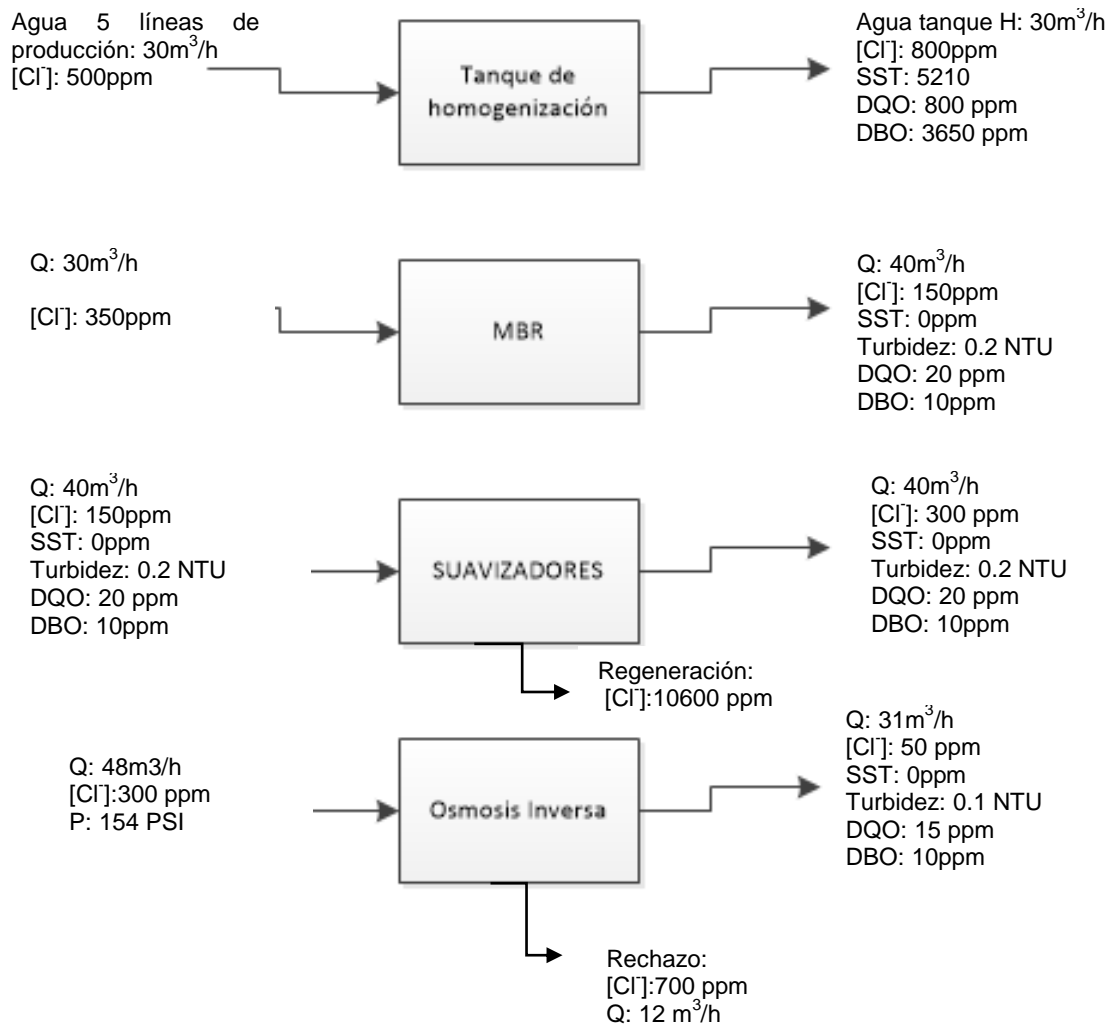 Agua 5 líneas de
producción: 30m³/h
[Cl⁻]: 500ppm
Tanque de
homogenización
Agua tanque H: 30m³/h
[Cl⁻]: 800ppm
SST: 5210
DQO: 800 ppm
DBO: 3650 ppm
Q: 30m³/h
[Cl⁻]: 350ppm
MBR
Q: 40m³/h
[Cl⁻]: 150ppm
SST: 0ppm
Turbidez: 0.2 NTU
DQO: 20 ppm
DBO: 10ppm
Q: 40m³/h
[Cl⁻]: 150ppm
SST: 0ppm
Turbidez: 0.2 NTU
DQO: 20 ppm
DBO: 10ppm
SUAVIZADORES
Q: 40m³/h
[Cl⁻]: 300 ppm
SST: 0ppm
Turbidez: 0.2 NTU
DQO: 20 ppm
DBO: 10ppm
Regeneración:
[Cl⁻]:10600 ppm
Q: 48m3/h
[Cl⁻]:300 ppm
P: 154 PSI
Osmosis Inversa
Q: 31m³/h
[Cl⁻]: 50 ppm
SST: 0ppm
Turbidez: 0.1 NTU
DQO: 15 ppm
DBO: 10ppm
Rechazo:
[Cl⁻]:700 ppm
Q: 12 m³/h